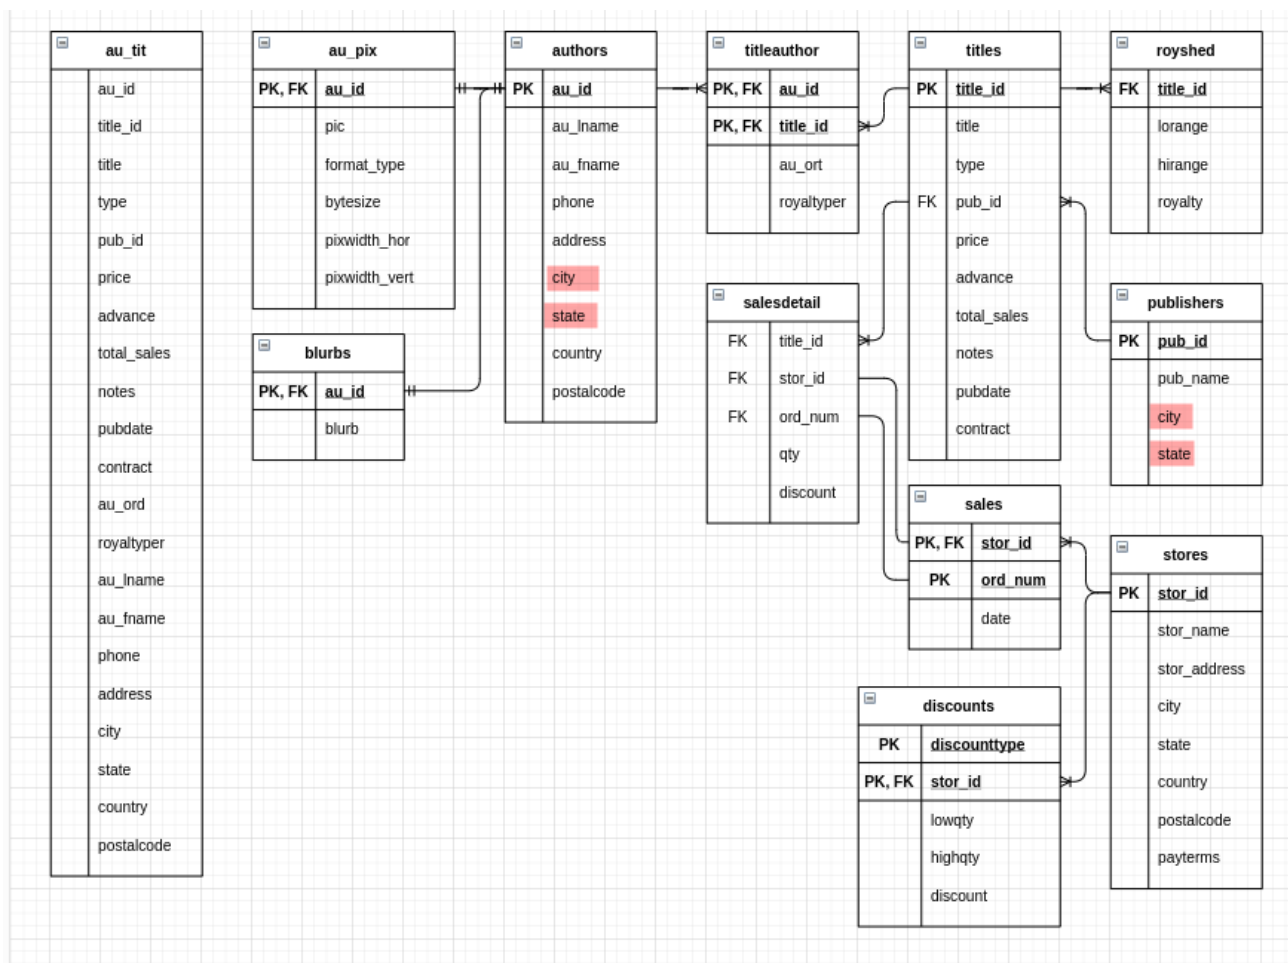 au_tit
au_id
title_id
title
type
pub_id
price
advance
total_sales
notes
pubdate
contract
au_ord
royaltyper
au_lname
au_fname
phone
address
city
state
country
postalcode
au_pix
PK, FK au_id
pic
format_type
bytesize
pixwidth_hor
pixwidth_vert
blurbs
PK, FK au_id
blurb
authors
PK au_id
au_lname
au_fname
phone
address
city
state
country
postalcode
titleauthor
PK, FK au_id
PK, FK title_id
au_ort
royaltyper
salesdetail
FK title_id
FK stor_id
FK ord_num
qty
discount
titles
PK title_id
title
type
FK pub_id
price
advance
total_sales
notes
pubdate
contract
sales
PK, FK stor_id
PK ord_num
date
discounts
PK discounttype
PK, FK stor_id
lowqty
highqty
discount
royshed
FK title_id
lorange
hirange
royalty
publishers
PK pub_id
pub_name
city
state
stores
PK stor_id
stor_name
stor_address
city
state
country
postalcode
payterms